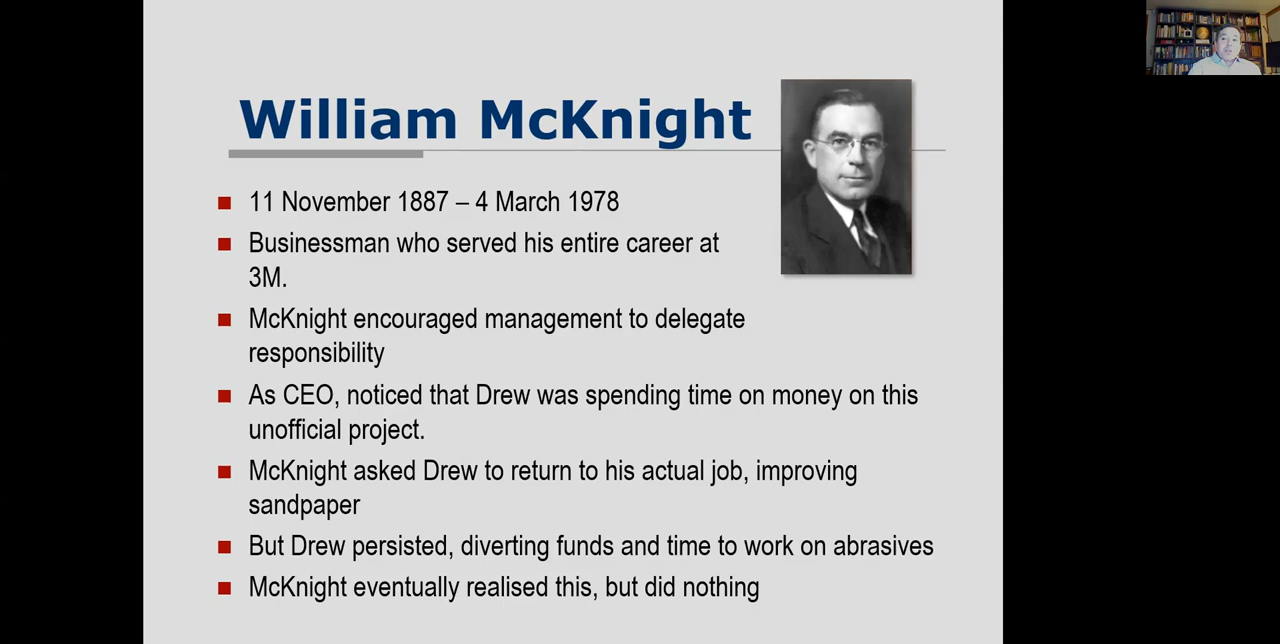 William McKnight
11 November 1887 – 4 March 1978
Businessman who served his entire career at
3M.
McKnight encouraged management to delegate
responsibility
As CEO, noticed that Drew was spending time on money on this
unofficial project.
McKnight asked Drew to return to his actual job, improving
sandpaper
But Drew persisted, diverting funds and time to work on abrasives
McKnight eventually realised this, but did nothing